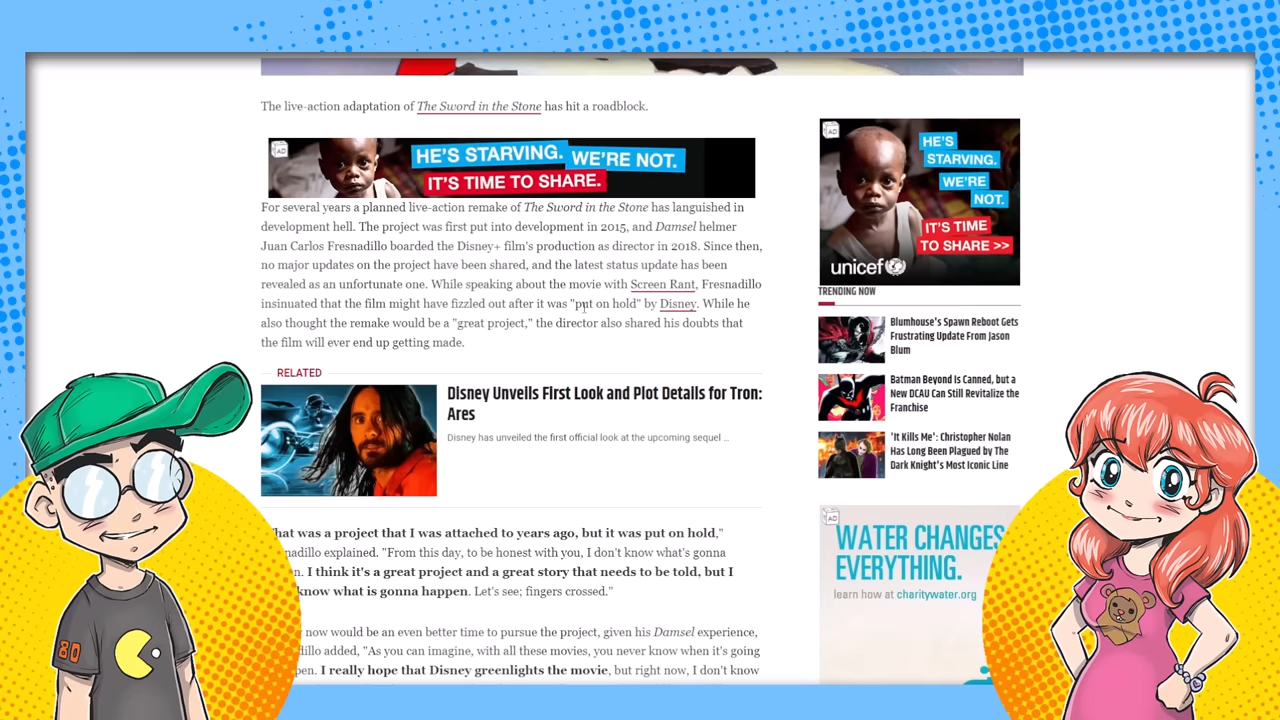 The live-action adaptation of The Sword in the Stone has hit a roadblock.
AD
HE'S STARVING. WE'RE NOT.
IT'S TIME TO SHARE.
For several years a planned live-action remake of The Sword in the Stone has languished in
development hell. The project was first put into development in 2015, and Damsel helmer
Juan Carlos Fresnadillo boarded the Disney+ film's production as director in 2018. Since then,
no major updates on the project have been shared, and the latest status update has been
revealed as an unfortunate one. While speaking about the movie with Screen Rant, Fresnadillo
insinuated that the film might have fizzled out after it was "put on hold" by Disney. While he
also thought the remake would be a "great project," the director also shared his doubts that
the film will ever end up getting made.
RELATED
Disney Unveils First Look and Plot Details for Tron:
Ares
Disney has unveiled the first official look at the upcoming sequel ...
hat was a project that I was attached to years ago, but it was put on hold,"
nadillo explained. "From this day, to be honest with you, I don't know what's gonna
n. I think it's a great project and a great story that needs to be told, but I
know what is gonna happen. Let's see; fingers crossed."
now would be an even better time to pursue the project, given his Damsel experience,
dillo added, "As you can imagine, with all these movies, you never know when it's going
pen. I really hope that Disney greenlights the movie, but right now, I don't know
AD
HE'S
STARVING.
WE'RE
NOT.
IT'S TIME
TO SHARE >>
unicef
TRENDING NOW
Blumhouse's Spawn Reboot Gets
Frustrating Update From Jason
Blum
Batman Beyond Is Canned, but a
New DCAU Can Still Revitalize the
Franchise
'It Kills Me': Christopher Nolan
Has Long Been Plagued by The
Dark Knight's Most Iconic Line
AD
WATER CHANGES
EVERYTHING.
learn how at charitywater.org
80